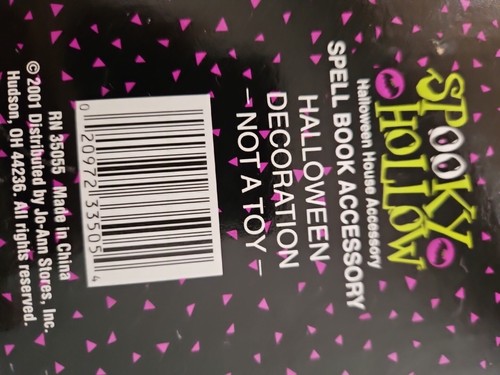 SPOOKY
HOLLOW
Halloween House Accessory
SPELL BOOK ACCESSORY
HALLOWEEN
DECORATION
– NOT A TOY –
0 20972 33505 4
RN 35055 Made in China
© 2001 Distributed by Jo-Ann Stores, Inc.
Hudson, OH 44236. All rights reserved.